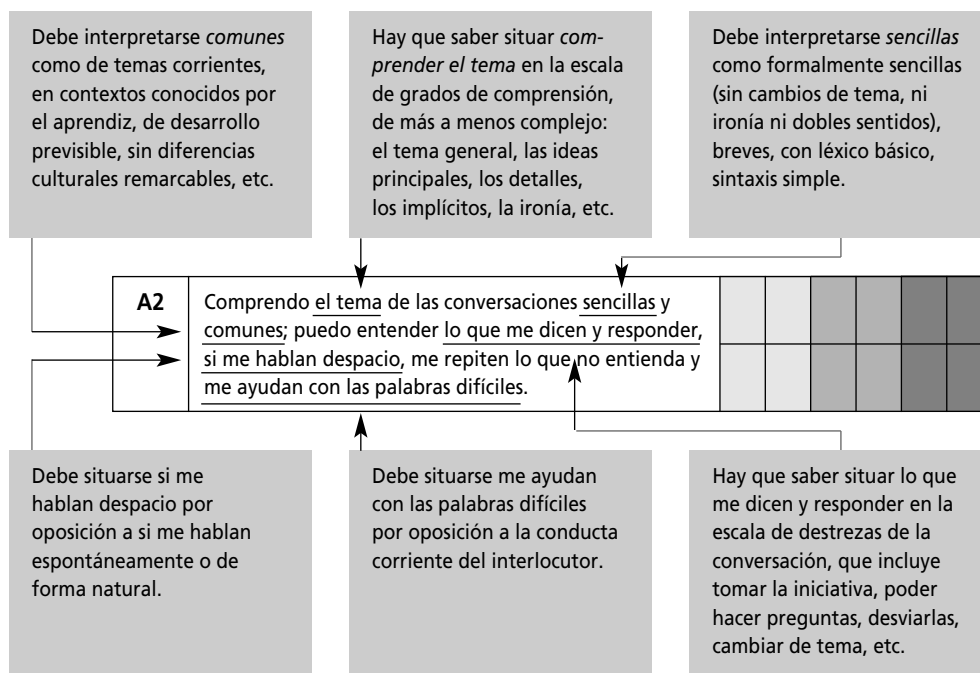 Debe interpretarse comunes
como de temas corrientes,
en contextos conocidos por
el aprendiz, de desarrollo
previsible, sin diferencias
culturales remarcables, etc.
Hay que saber situar com-
prender el tema en la escala
de grados de comprensión,
de más a menos complejo:
el tema general, las ideas
principales, los detalles,
los implícitos, la ironía, etc.
Debe interpretarse sencillas
como formalmente sencillas
(sin cambios de tema, ni
ironía ni dobles sentidos),
breves, con léxico básico,
sintaxis simple.
A2
Comprendo el tema de las conversaciones sencillas y
comunes; puedo entender lo que me dicen y responder,
si me hablan despacio, me repiten lo que no entienda y
me ayudan con las palabras difíciles.
Debe situarse si me
hablan despacio por
oposición a si me hablan
espontáneamente o de
forma natural.
Debe situarse me ayudan
con las palabras difíciles
por oposición a la conducta
corriente del interlocutor.
Hay que saber situar lo que
me dicen y responder en la
escala de destrezas de la
conversación, que incluye
tomar la iniciativa, poder
hacer preguntas, desviarlas,
cambiar de tema, etc.